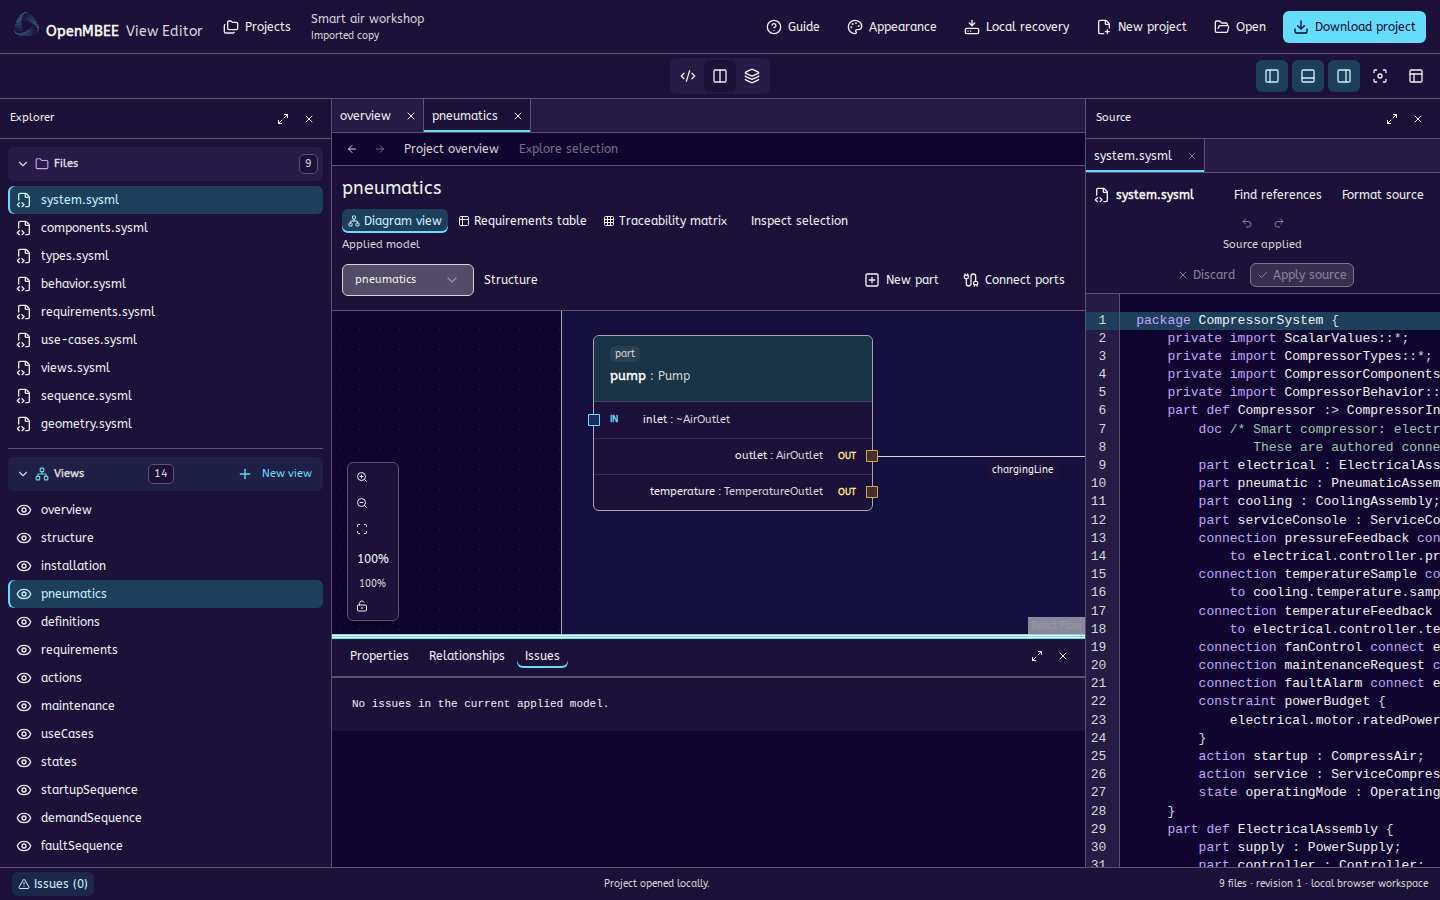 OpenMBEE View Editor
Projects
Smart air workshop
Imported copy
Guide
Appearance
Local recovery
New project
Open
Download project
Explorer
Files
9
system.sysml
components.sysml
types.sysml
behavior.sysml
requirements.sysml
use-cases.sysml
views.sysml
sequence.sysml
geometry.sysml
Views
14
New view
overview
structure
installation
pneumatics
definitions
requirements
actions
maintenance
useCases
states
startupSequence
demandSequence
faultSequence
overview
pneumatics
Project overview
Explore selection
pneumatics
Diagram view
Requirements table
Traceability matrix
Inspect selection
Applied model
pneumatics
Structure
New part
Connect ports
part
pump : Pump
IN inlet : ~AirOutlet
outlet : AirOutlet OUT
temperature : TemperatureOutlet OUT
chargingLine
100%
100%
React Flow
Properties
Relationships
Issues
No issues in the current applied model.
Source
system.sysml
system.sysml
Find references
Format source
Source applied
Discard
Apply source
1 package CompressorSystem {
2 private import ScalarValues::*;
3 private import CompressorTypes::*;
4 private import CompressorComponents
5 private import CompressorBehavior::
6 part def Compressor :> CompressorIn
7 doc /* Smart compressor: electr
8 These are authored conne
9 part electrical : ElectricalAss
10 part pneumatic : PneumaticAssem
11 part cooling : CoolingAssembly;
12 part serviceConsole : ServiceCo
13 connection pressureFeedback con
14 to electrical.controller.pr
15 connection temperatureSample co
16 to cooling.temperature.samp
17 connection temperatureFeedback
18 to electrical.controller.te
19 connection fanControl connect e
20 connection maintenanceRequest c
21 connection faultAlarm connect e
22 constraint powerBudget {
23 electrical.motor.ratedPower
24 }
25 action startup : CompressAir;
26 action service : ServiceCompres
27 state operatingMode : Operating
28 }
29 part def ElectricalAssembly {
30 part supply : PowerSupply;
31 part controller : Controller;
Issues (0)
Project opened locally.
9 files · revision 1 · local browser workspace